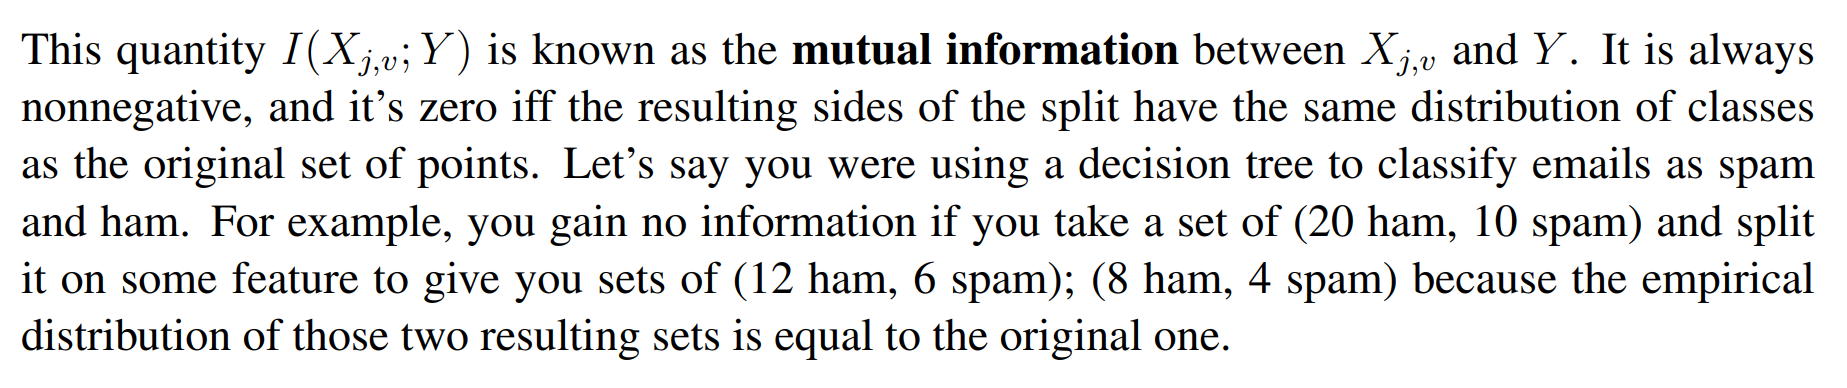 This quantity I(X_{j,v}; Y) is known as the mutual information between X_{j,v} and Y. It is always
nonnegative, and it’s zero iff the resulting sides of the split have the same distribution of classes
as the original set of points. Let’s say you were using a decision tree to classify emails as spam
and ham. For example, you gain no information if you take a set of (20 ham, 10 spam) and split
it on some feature to give you sets of (12 ham, 6 spam); (8 ham, 4 spam) because the empirical
distribution of those two resulting sets is equal to the original one.